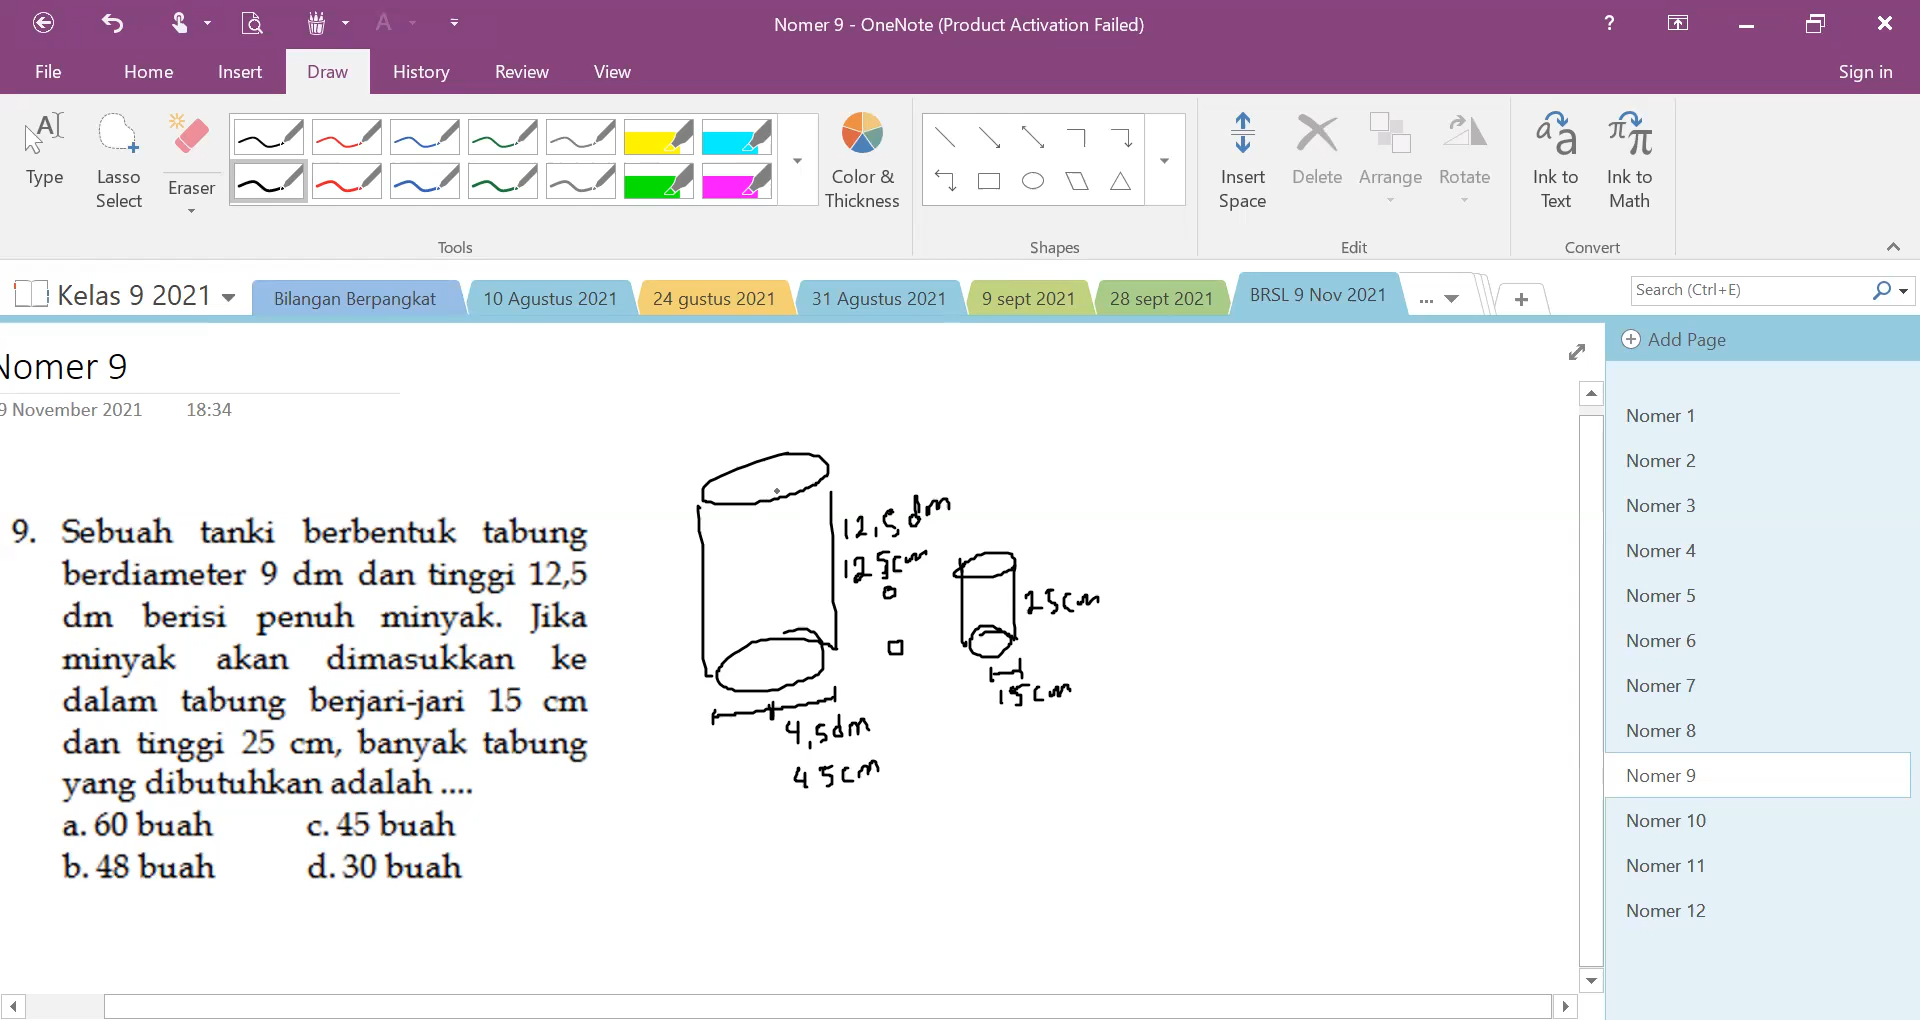 Nomer 9 - OneNote (Product Activation Failed)
File Home Insert Draw History Review View Sign in
Type
Lasso Select
Eraser
Color & Thickness
Insert Space
Delete
Arrange
Rotate
Ink to Text
Ink to Math
Tools
Shapes
Edit
Convert
Kelas 9 2021
Bilangan Berpangkat
10 Agustus 2021
24 gustus 2021
31 Agustus 2021
9 sept 2021
28 sept 2021
BRSL 9 Nov 2021
...
Search (Ctrl+E)
Nomer 9
9 November 2021 18:34
9. Sebuah tanki berbentuk tabung
berdiameter 9 dm dan tinggi 12,5
dm berisi penuh minyak. Jika
minyak akan dimasukkan ke
dalam tabung berjari-jari 15 cm
dan tinggi 25 cm, banyak tabung
yang dibutuhkan adalah ....
a. 60 buah c. 45 buah
b. 48 buah d. 30 buah
12,5 dm
125cm
4,5dm
45cm
25cm
15cm
Add Page
Nomer 1
Nomer 2
Nomer 3
Nomer 4
Nomer 5
Nomer 6
Nomer 7
Nomer 8
Nomer 9
Nomer 10
Nomer 11
Nomer 12